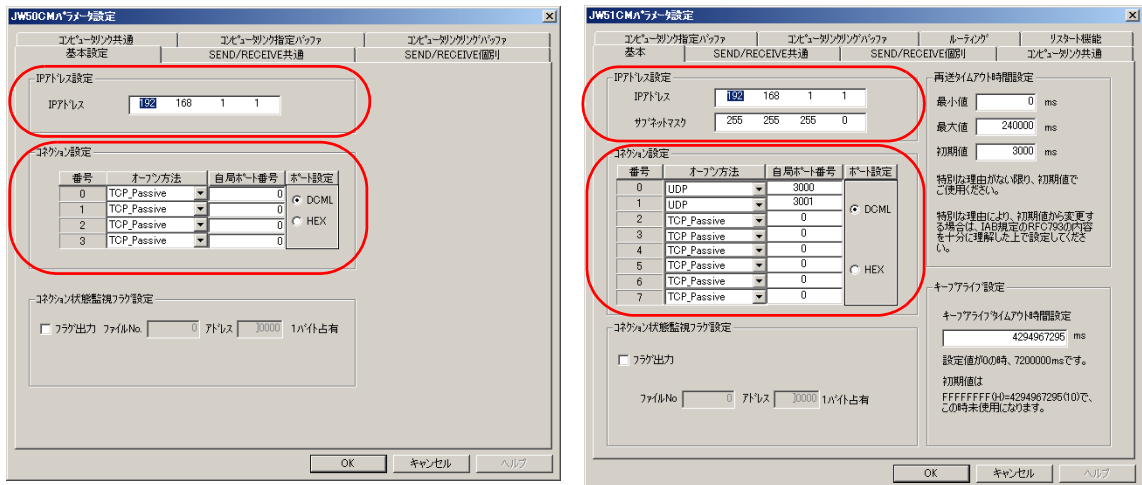 JW50CMパラメータ設定
コンピュータリンク共通 コンピュータリンク指定バッファ コンピュータリンクリングバッファ
基本設定 SEND/RECEIVE共通 SEND/RECEIVE個別
IPアドレス設定
IPアドレス 192 168 1 1
コネクション設定
番号 オープン方法 自局ポート番号 ポート設定
0 TCP_Passive 0
1 TCP_Passive 0
2 TCP_Passive 0
3 TCP_Passive 0
DCML
HEX
コネクション状態監視フラグ設定
フラグ出力 ファイルNo. 0 アドレス ]0000 1バイト占有
OK キャンセル ヘルプ
JW51CMパラメータ設定
コンピュータリンク指定バッファ コンピュータリンクリングバッファ ルーティング リスタート機能
基本 SEND/RECEIVE共通 SEND/RECEIVE個別 コンピュータリンク共通
IPアドレス設定
IPアドレス 192 168 1 1
サブネットマスク 255 255 255 0
コネクション設定
番号 オープン方法 自局ポート番号 ポート設定
0 UDP 3000
1 UDP 3001
2 TCP_Passive 0
3 TCP_Passive 0
4 TCP_Passive 0
5 TCP_Passive 0
6 TCP_Passive 0
7 TCP_Passive 0
DCML
HEX
コネクション状態監視フラグ設定
フラグ出力
ファイルNo 0 アドレス ]0000 1バイト占有
再送タイムアウト時間設定
最小値 0 ms
最大値 240000 ms
初期値 3000 ms
特別な理由がない限り、初期値で
ご使用ください。
特別な理由により、初期値から変更す
る場合は、IAB規定のRFC793の内容
を十分に理解した上で設定してくださ
い。
キープアライブ設定
キープアライブタイムアウト時間設定
4294967295 ms
設定値が0の時、7200000msです。
初期値は
FFFFFFFF(H)=4294967295(10)で、
この時未使用になります。
OK キャンセル ヘルプ